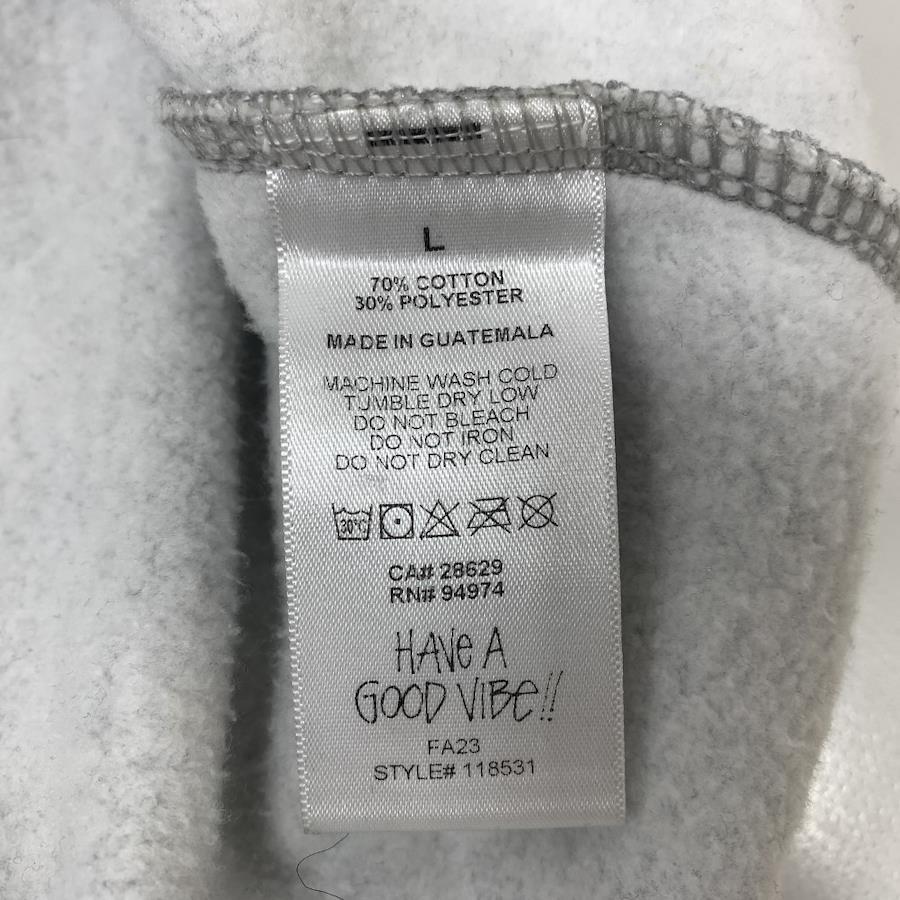 L
70% COTTON
30% POLYESTER
MADE IN GUATEMALA
MACHINE WASH COLD
TUMBLE DRY LOW
DO NOT BLEACH
DO NOT IRON
DO NOT DRY CLEAN
30°C
CA# 28629
RN# 94974
HAVE A
GOOD VIBE!!
FA23
STYLE# 118531